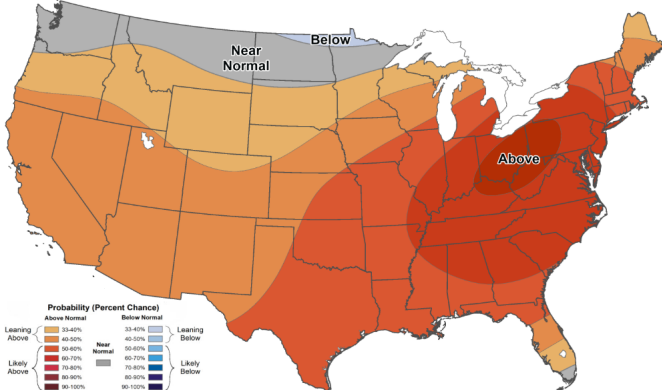 Below
Near
Normal
Above
Probability (Percent Chance)
Above Normal
Below Normal
Leaning
Above
33-40%
40-50%
Likely
Above
50-60%
60-70%
70-80%
80-90%
90-100%
Near
Normal
33-40%
40-50%
Leaning
Below
50-60%
60-70%
70-80%
80-90%
90-100%
Likely
Below